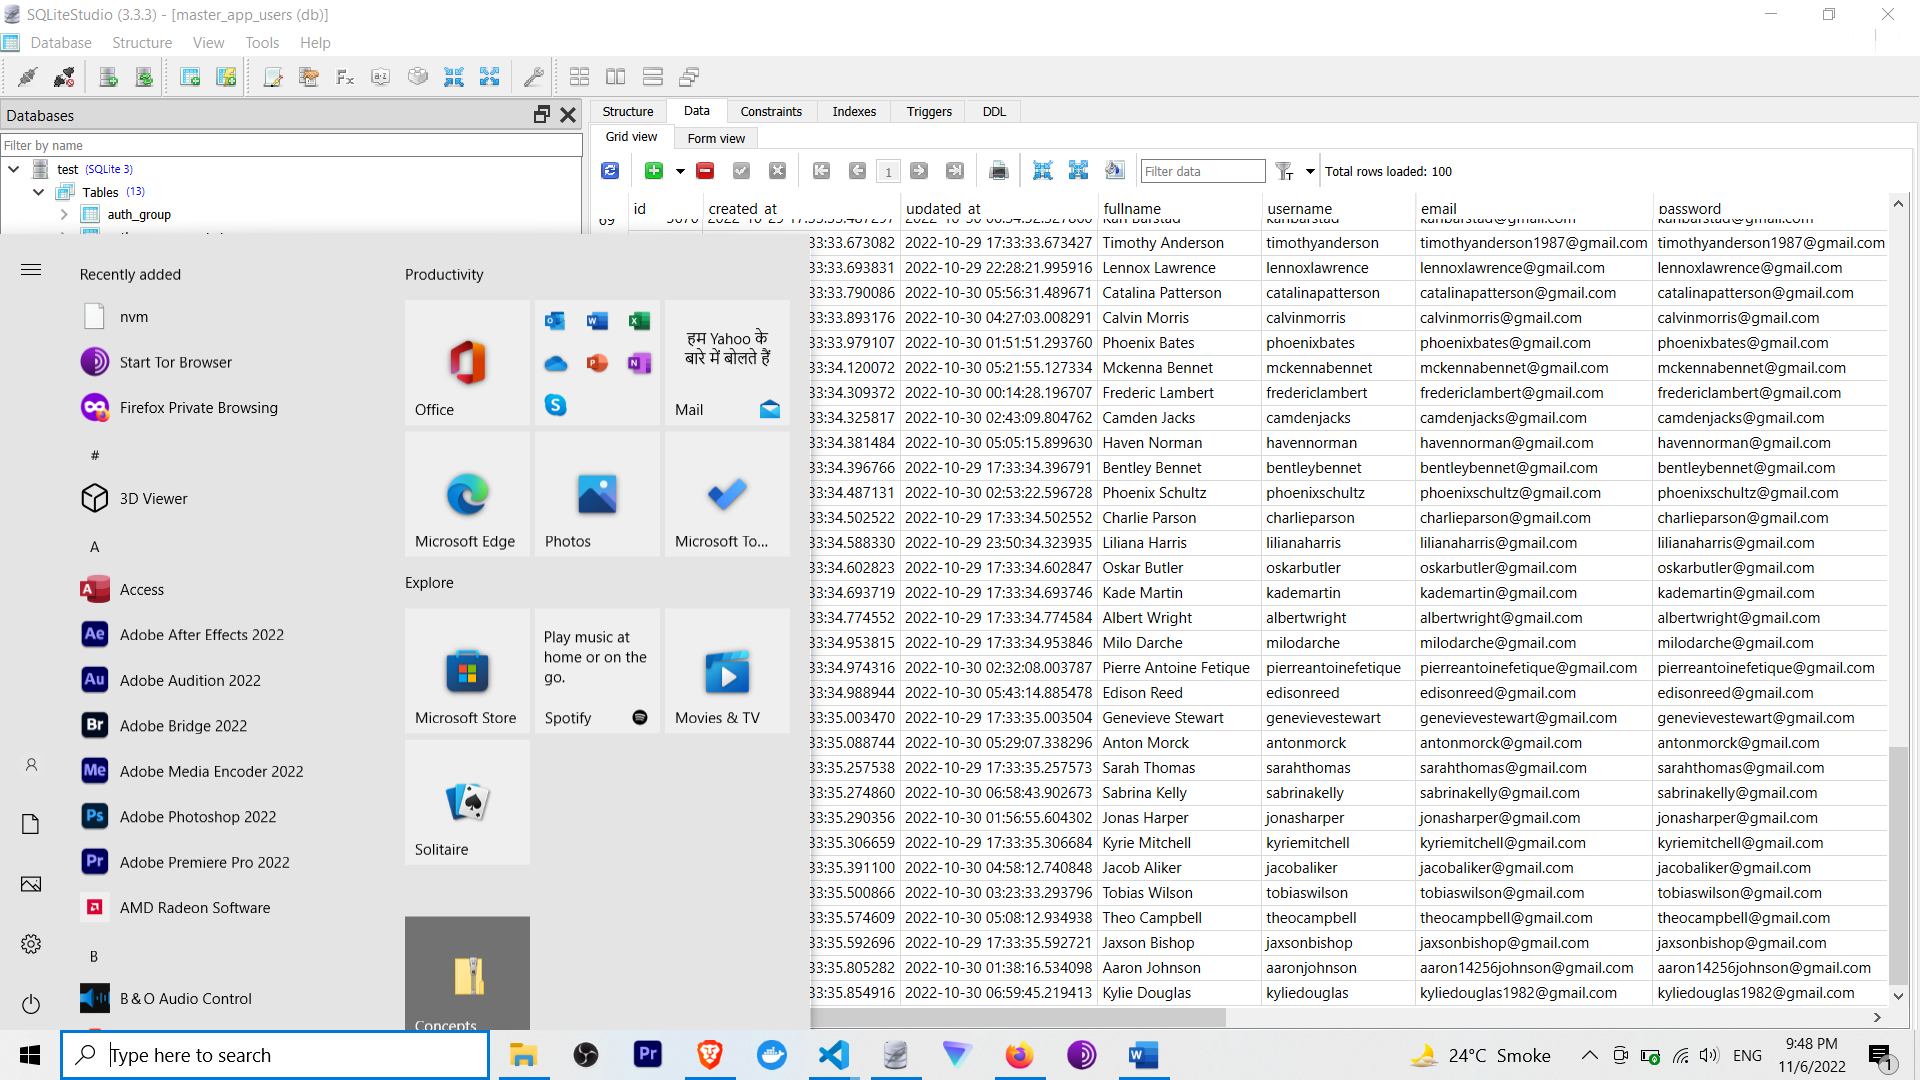 SQLiteStudio (3.3.3) - [master_app_users (db)]
Database Structure View Tools Help
Databases
Filter by name
test (SQLite 3)
Tables (13)
auth_group
Structure Data Constraints Indexes Triggers DDL
Grid view Form view
1 Filter data Total rows loaded: 100
id created_at updated_at fullname username email password
69
33:33.673082 2022-10-29 17:33:33.673427 Timothy Anderson timothyanderson timothyanderson1987@gmail.com timothyanderson1987@gmail.com
33:33.693831 2022-10-29 22:28:21.995916 Lennox Lawrence lennoxlawrence lennoxlawrence@gmail.com lennoxlawrence@gmail.com
33:33.790086 2022-10-30 05:56:31.489671 Catalina Patterson catalinapatterson catalinapatterson@gmail.com catalinapatterson@gmail.com
33:33.893176 2022-10-30 04:27:03.008291 Calvin Morris calvinmorris calvinmorris@gmail.com calvinmorris@gmail.com
33:33.979107 2022-10-30 01:51:51.293760 Phoenix Bates phoenixbates phoenixbates@gmail.com phoenixbates@gmail.com
33:34.120072 2022-10-30 05:21:55.127334 Mckenna Bennet mckennabennet mckennabennet@gmail.com mckennabennet@gmail.com
33:34.309372 2022-10-30 00:14:28.196707 Frederic Lambert fredericlambert fredericlambert@gmail.com fredericlambert@gmail.com
33:34.325817 2022-10-30 02:43:09.804762 Camden Jacks camdenjacks camdenjacks@gmail.com camdenjacks@gmail.com
33:34.381484 2022-10-30 05:05:15.899630 Haven Norman havennorman havennorman@gmail.com havennorman@gmail.com
33:34.396766 2022-10-29 17:33:34.396791 Bentley Bennet bentleybennet bentleybennet@gmail.com bentleybennet@gmail.com
33:34.487131 2022-10-30 02:53:22.596728 Phoenix Schultz phoenixschultz phoenixschultz@gmail.com phoenixschultz@gmail.com
33:34.502522 2022-10-29 17:33:34.502552 Charlie Parson charlieparson charlieparson@gmail.com charlieparson@gmail.com
33:34.588330 2022-10-29 23:50:34.323935 Liliana Harris lilianaharris lilianaharris@gmail.com lilianaharris@gmail.com
33:34.602823 2022-10-29 17:33:34.602847 Oskar Butler oskarbutler oskarbutler@gmail.com oskarbutler@gmail.com
33:34.693719 2022-10-29 17:33:34.693746 Kade Martin kademartin kademartin@gmail.com kademartin@gmail.com
33:34.774552 2022-10-29 17:33:34.774584 Albert Wright albertwright albertwright@gmail.com albertwright@gmail.com
33:34.953815 2022-10-29 17:33:34.953846 Milo Darche milodarche milodarche@gmail.com milodarche@gmail.com
33:34.974316 2022-10-30 02:32:08.003787 Pierre Antoine Fetique pierreantoinefetique pierreantoinefetique@gmail.com pierreantoinefetique@gmail.com
33:34.988944 2022-10-30 05:43:14.885478 Edison Reed edisonreed edisonreed@gmail.com edisonreed@gmail.com
33:35.003470 2022-10-29 17:33:35.003504 Genevieve Stewart genevievestewart genevievestewart@gmail.com genevievestewart@gmail.com
33:35.088744 2022-10-30 05:29:07.338296 Anton Morck antonmorck antonmorck@gmail.com antonmorck@gmail.com
33:35.257538 2022-10-29 17:33:35.257573 Sarah Thomas sarahthomas sarahthomas@gmail.com sarahthomas@gmail.com
33:35.274860 2022-10-30 06:58:43.902673 Sabrina Kelly sabrinakelly sabrinakelly@gmail.com sabrinakelly@gmail.com
33:35.290356 2022-10-30 01:56:55.604302 Jonas Harper jonasharper jonasharper@gmail.com jonasharper@gmail.com
33:35.306659 2022-10-29 17:33:35.306684 Kyrie Mitchell kyriemitchell kyriemitchell@gmail.com kyriemitchell@gmail.com
33:35.391100 2022-10-30 04:58:12.740848 Jacob Aliker jacobaliker jacobaliker@gmail.com jacobaliker@gmail.com
33:35.500866 2022-10-30 03:23:33.293796 Tobias Wilson tobiaswilson tobiaswilson@gmail.com tobiaswilson@gmail.com
33:35.574609 2022-10-30 05:08:12.934938 Theo Campbell theocampbell theocampbell@gmail.com theocampbell@gmail.com
33:35.592696 2022-10-29 17:33:35.592721 Jaxson Bishop jaxsonbishop jaxsonbishop@gmail.com jaxsonbishop@gmail.com
33:35.805282 2022-10-30 01:38:16.534098 Aaron Johnson aaronjohnson aaron14256johnson@gmail.com aaron14256johnson@gmail.com
33:35.854916 2022-10-30 06:59:45.219413 Kylie Douglas kyliedouglas kyliedouglas1982@gmail.com kyliedouglas1982@gmail.com
Recently added
nvm
Start Tor Browser
Firefox Private Browsing
#
3D Viewer
A
Access
Adobe After Effects 2022
Adobe Audition 2022
Adobe Bridge 2022
Adobe Media Encoder 2022
Adobe Photoshop 2022
Adobe Premiere Pro 2022
AMD Radeon Software
B
B&O Audio Control
Productivity
Office
हम Yahoo के
बारे में बोलते हैं
Mail
Microsoft Edge Photos Microsoft To...
Explore
Microsoft Store
Play music at
home or on the
go.
Spotify
Movies & TV
Solitaire
Concepts
Type here to search
24°C Smoke
ENG
9:48 PM
11/6/2022
1